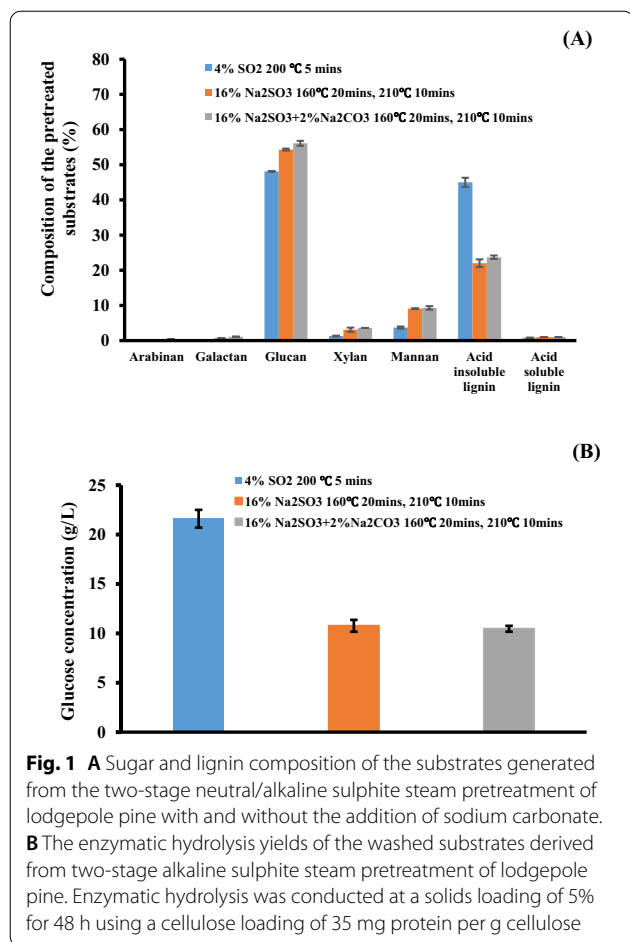 (A)
4% SO2 200 ℃ 5 mins
16% Na2SO3 160℃ 20mins, 210℃ 10mins
16% Na2SO3+2%Na2CO3 160℃ 20mins, 210℃ 10mins
Composition of the pretreated
substrates (%)
80
70
60
50
40
30
20
10
0
Arabinan Galactan Glucan Xylan Mannan Acid
insoluble
lignin Acid
soluble
lignin
(B)
4% SO2 200 ℃ 5 mins
16% Na2SO3 160℃ 20mins, 210℃ 10mins
16% Na2SO3+2%Na2CO3 160℃ 20mins, 210℃ 10mins
Glucose concentration (g/L)
25
20
15
10
5
0
Fig. 1 A Sugar and lignin composition of the substrates generated
from the two-stage neutral/alkaline sulphite steam pretreatment of
lodgepole pine with and without the addition of sodium carbonate.
B The enzymatic hydrolysis yields of the washed substrates derived
from two-stage alkaline sulphite steam pretreatment of lodgepole
pine. Enzymatic hydrolysis was conducted at a solids loading of 5%
for 48 h using a cellulose loading of 35 mg protein per g cellulose